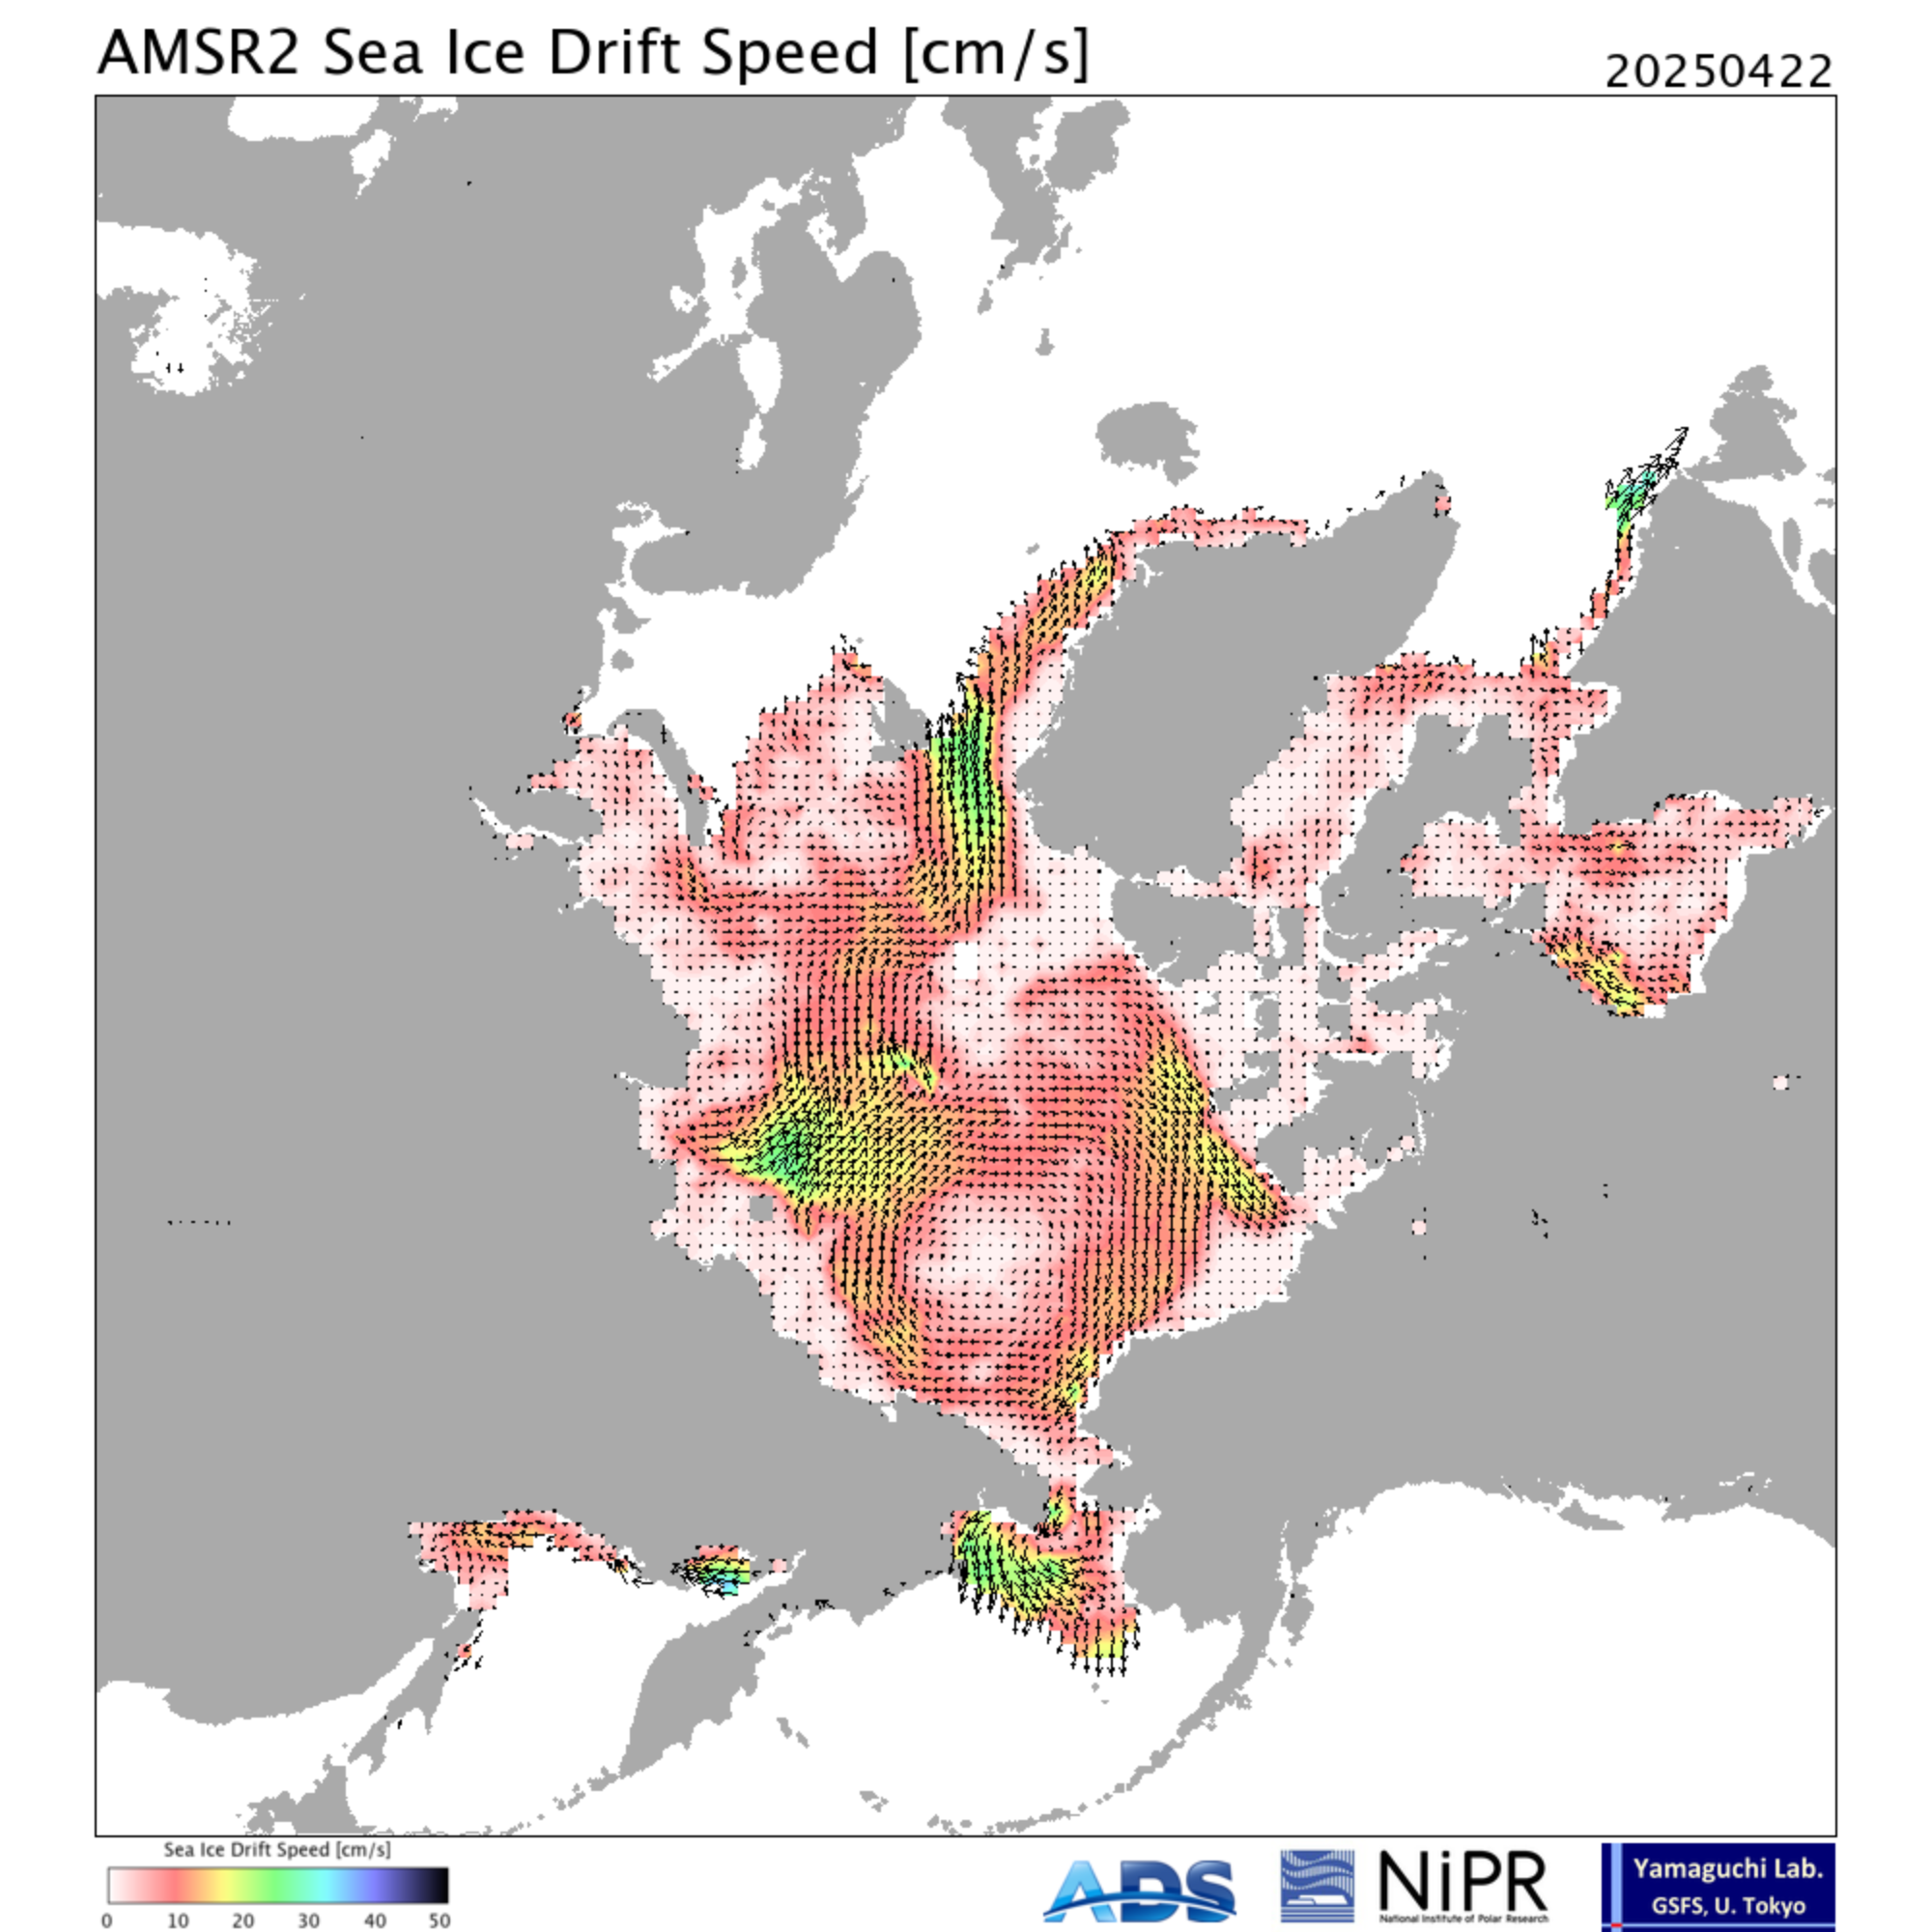 AMSR2 Sea Ice Drift Speed [cm/s]
20250422
Sea Ice Drift Speed [cm/s]
0 10 20 30 40 50
ADS
NiPR
National Institute of Polar Research
Yamaguchi Lab.
GSFS, U. Tokyo